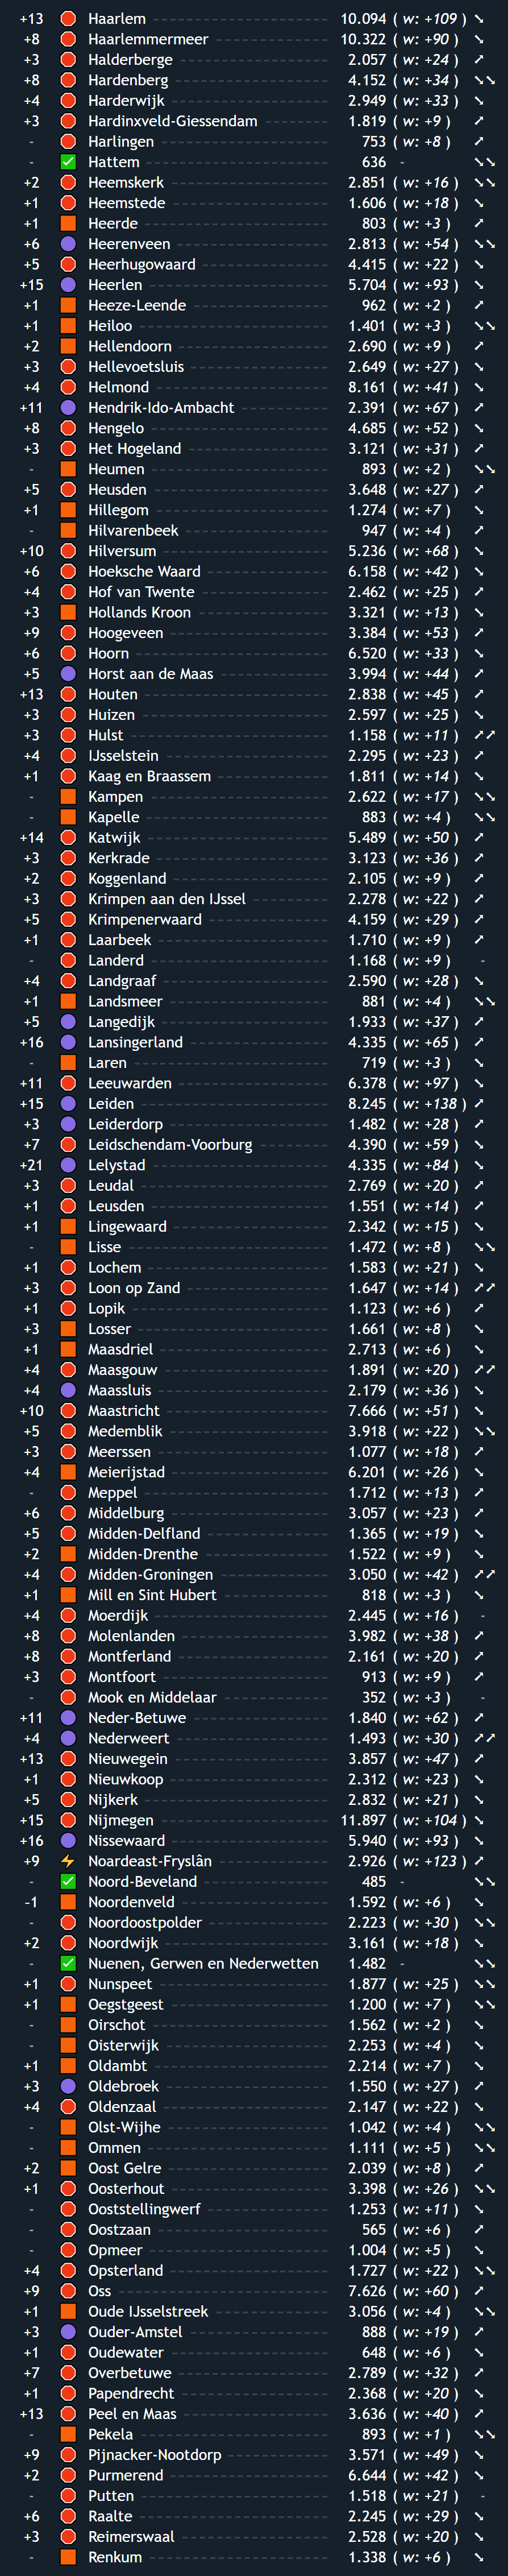 +13 Haarlem 10.094 ( w: +109 )
+8 Haarlemmermeer 10.322 ( w: +90 )
+3 Halderberge 2.057 ( w: +24 )
+8 Hardenberg 4.152 ( w: +34 )
+4 Harderwijk 2.949 ( w: +33 )
+3 Hardinxveld-Giessendam 1.819 ( w: +9 )
- Harlingen 753 ( w: +8 )
- Hattem 636 -
+2 Heemskerk 2.851 ( w: +16 )
+1 Heemstede 1.606 ( w: +18 )
+1 Heerde 803 ( w: +3 )
+6 Heerenveen 2.813 ( w: +54 )
+5 Heerhugowaard 4.415 ( w: +22 )
+15 Heerlen 5.704 ( w: +93 )
+1 Heeze-Leende 962 ( w: +2 )
+1 Heiloo 1.401 ( w: +3 )
+2 Hellendoorn 2.690 ( w: +9 )
+3 Hellevoetsluis 2.649 ( w: +27 )
+4 Helmond 8.161 ( w: +41 )
+11 Hendrik-Ido-Ambacht 2.391 ( w: +67 )
+8 Hengelo 4.685 ( w: +52 )
+3 Het Hogeland 3.121 ( w: +31 )
- Heumen 893 ( w: +2 )
+5 Heusden 3.648 ( w: +27 )
+1 Hillegom 1.274 ( w: +7 )
- Hilvarenbeek 947 ( w: +4 )
+10 Hilversum 5.236 ( w: +68 )
+6 Hoeksche Waard 6.158 ( w: +42 )
+4 Hof van Twente 2.462 ( w: +25 )
+3 Hollands Kroon 3.321 ( w: +13 )
+9 Hoogeveen 3.384 ( w: +53 )
+6 Hoorn 6.520 ( w: +33 )
+5 Horst aan de Maas 3.994 ( w: +44 )
+13 Houten 2.838 ( w: +45 )
+3 Huizen 2.597 ( w: +25 )
+3 Hulst 1.158 ( w: +11 )
+4 IJsselstein 2.295 ( w: +23 )
+1 Kaag en Braassem 1.811 ( w: +14 )
- Kampen 2.622 ( w: +17 )
- Kapelle 883 ( w: +4 )
+14 Katwijk 5.489 ( w: +50 )
+3 Kerkrade 3.123 ( w: +36 )
+2 Koggenland 2.105 ( w: +9 )
+3 Krimpen aan den IJssel 2.278 ( w: +22 )
+5 Krimpenerwaard 4.159 ( w: +29 )
+1 Laarbeek 1.710 ( w: +9 )
- Landerd 1.168 ( w: +9 ) -
+4 Landgraaf 2.590 ( w: +28 )
+1 Landsmeer 881 ( w: +4 )
+5 Langedijk 1.933 ( w: +37 )
+16 Lansingerland 4.335 ( w: +65 )
- Laren 719 ( w: +3 )
+11 Leeuwarden 6.378 ( w: +97 )
+15 Leiden 8.245 ( w: +138 )
+3 Leiderdorp 1.482 ( w: +28 )
+7 Leidschendam-Voorburg 4.390 ( w: +59 )
+21 Lelystad 4.335 ( w: +84 )
+3 Leudal 2.769 ( w: +20 )
+1 Leusden 1.551 ( w: +14 )
+1 Lingewaard 2.342 ( w: +15 )
- Lisse 1.472 ( w: +8 )
+1 Lochem 1.583 ( w: +21 )
+3 Loon op Zand 1.647 ( w: +14 )
+1 Lopik 1.123 ( w: +6 )
+3 Losser 1.661 ( w: +8 )
+1 Maasdriel 2.713 ( w: +6 )
+4 Maasgouw 1.891 ( w: +20 )
+4 Maassluis 2.179 ( w: +36 )
+10 Maastricht 7.666 ( w: +51 )
+5 Medemblik 3.918 ( w: +22 )
+3 Meerssen 1.077 ( w: +18 )
+4 Meierijstad 6.201 ( w: +26 )
- Meppel 1.712 ( w: +13 )
+6 Middelburg 3.057 ( w: +23 )
+5 Midden-Delfland 1.365 ( w: +19 )
+2 Midden-Drenthe 1.522 ( w: +9 )
+4 Midden-Groningen 3.050 ( w: +42 )
+1 Mill en Sint Hubert 818 ( w: +3 )
+4 Moerdijk 2.445 ( w: +16 ) -
+8 Molenlanden 3.982 ( w: +38 )
+8 Montferland 2.161 ( w: +20 )
+3 Montfoort 913 ( w: +9 )
- Mook en Middelaar 352 ( w: +3 ) -
+11 Neder-Betuwe 1.840 ( w: +62 )
+4 Nederweert 1.493 ( w: +30 )
+13 Nieuwegein 3.857 ( w: +47 )
+1 Nieuwkoop 2.312 ( w: +23 )
+5 Nijkerk 2.832 ( w: +21 )
+15 Nijmegen 11.897 ( w: +104 )
+16 Nissewaard 5.940 ( w: +93 )
+9 Noardeast-Fryslân 2.926 ( w: +123 )
- Noord-Beveland 485 -
-1 Noordenveld 1.592 ( w: +6 )
- Noordoostpolder 2.223 ( w: +30 )
+2 Noordwijk 3.161 ( w: +18 )
- Nuenen, Gerwen en Nederwetten 1.482 -
+1 Nunspeet 1.877 ( w: +25 )
+1 Oegstgeest 1.200 ( w: +7 )
- Oirschot 1.562 ( w: +2 )
- Oisterwijk 2.253 ( w: +4 )
+1 Oldambt 2.214 ( w: +7 )
+3 Oldebroek 1.550 ( w: +27 )
+4 Oldenzaal 2.147 ( w: +22 )
- Olst-Wijhe 1.042 ( w: +4 )
- Ommen 1.111 ( w: +5 )
+2 Oost Gelre 2.039 ( w: +8 )
+1 Oosterhout 3.398 ( w: +26 )
- Ooststellingwerf 1.253 ( w: +11 )
- Oostzaan 565 ( w: +6 )
- Opmeer 1.004 ( w: +5 )
+4 Opsterland 1.727 ( w: +22 )
+9 Oss 7.626 ( w: +60 )
+1 Oude IJsselstreek 3.056 ( w: +4 )
+3 Ouder-Amstel 888 ( w: +19 )
+1 Oudewater 648 ( w: +6 )
+7 Overbetuwe 2.789 ( w: +32 )
+1 Papendrecht 2.368 ( w: +20 )
+13 Peel en Maas 3.636 ( w: +40 )
- Pekela 893 ( w: +1 )
+9 Pijnacker-Nootdorp 3.571 ( w: +49 )
+2 Purmerend 6.644 ( w: +42 )
- Putten 1.518 ( w: +21 ) -
+6 Raalte 2.245 ( w: +29 )
+3 Reimerswaal 2.528 ( w: +20 )
- Renkum 1.338 ( w: +6 )